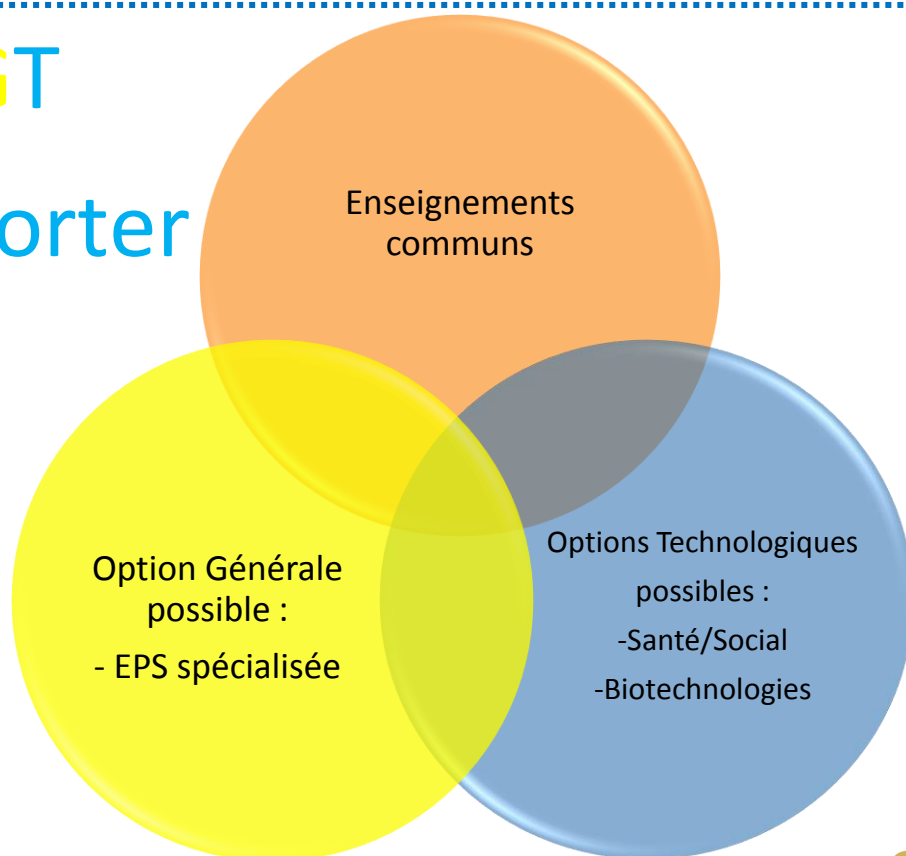 GT
orter
Enseignements
communs
Option Générale
possible :
- EPS spécialisée
Options Technologiques
possibles :
-Santé/Social
-Biotechnologies